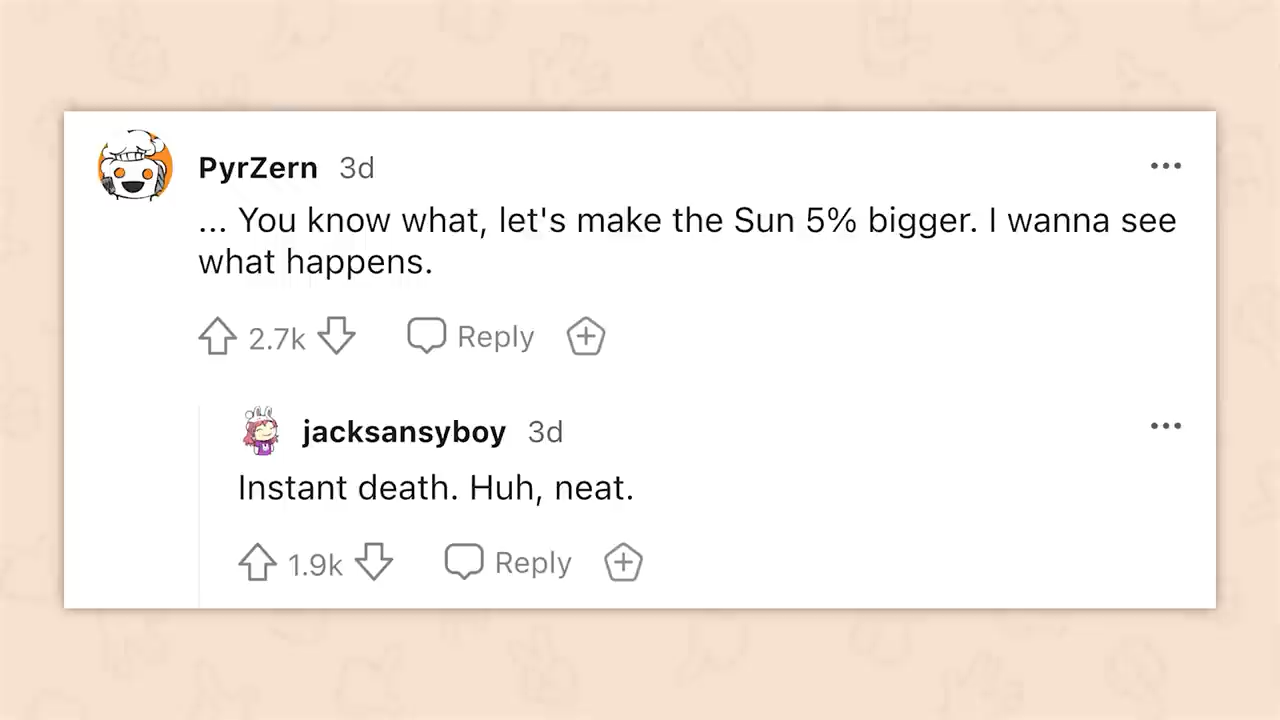 PyrZern 3d
... You know what, let's make the Sun 5% bigger. I wanna see
what happens.
2.7k Reply
jacksansyboy 3d
Instant death. Huh, neat.
1.9k Reply